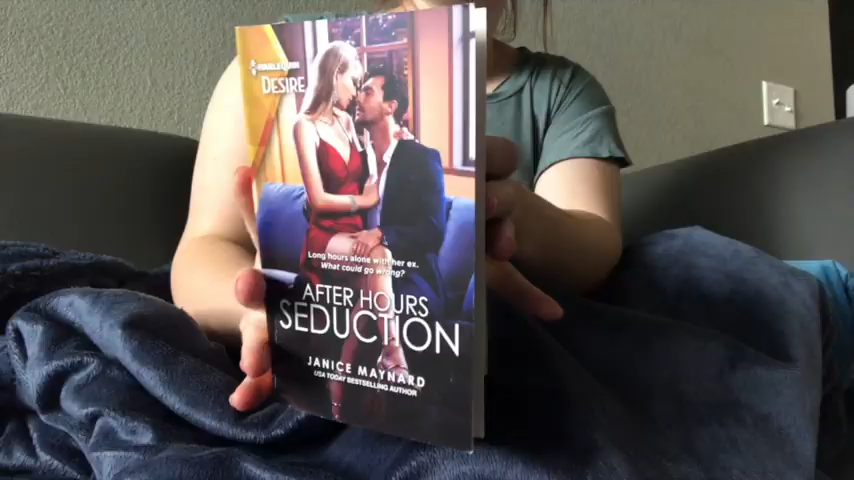 HARLEQUIN
DESIRE
Long hours alone with her ex.
What could go wrong?
AFTER HOURS
SEDUCTION
JANICE MAYNARD
USA TODAY BESTSELLING AUTHOR